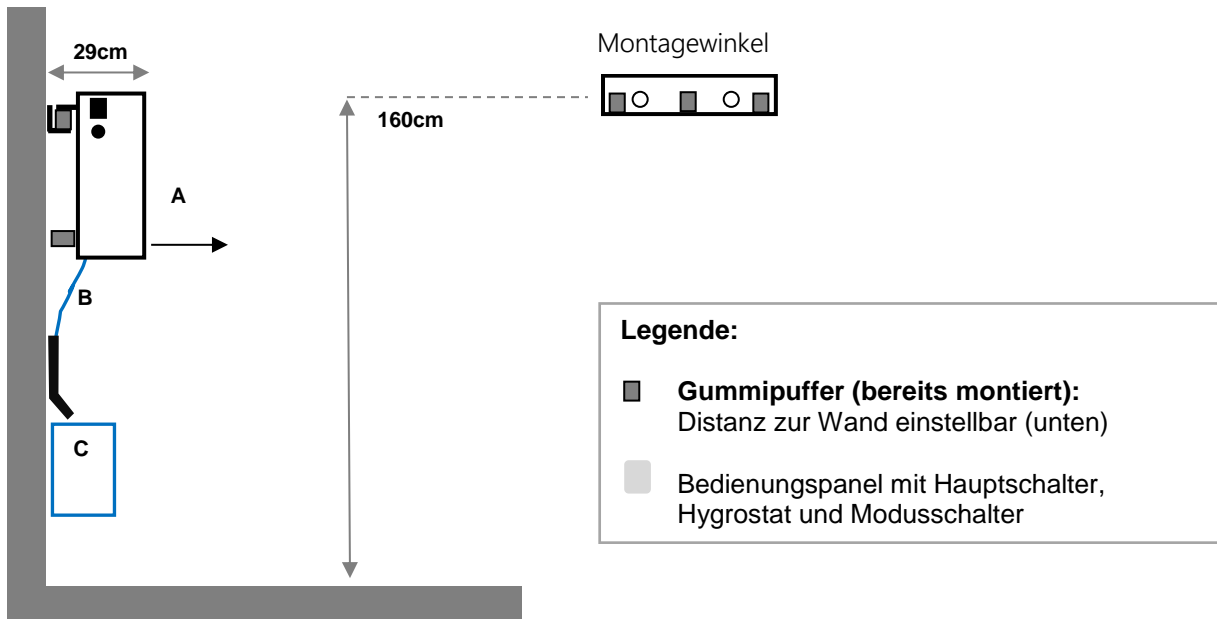 29cm
Montagewinkel
160cm
A
B
C
Legende:
Gummipuffer (bereits montiert):
Distanz zur Wand einstellbar (unten)
Bedienungspanel mit Hauptschalter,
Hygrostat und Modusschalter